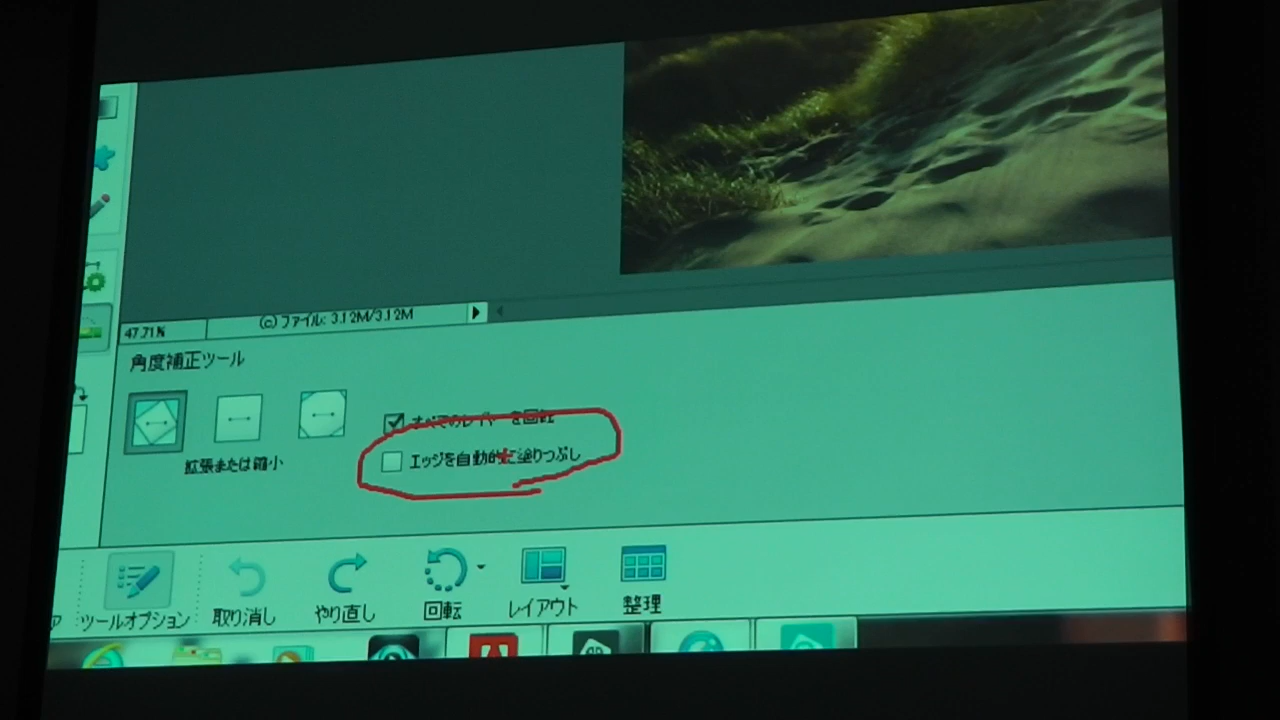 47.71%
(c) ファイル: 3.12M/3.12M
角度補正ツール
すべてのレイヤーを回転
拡張または縮小
エッジを自動的に塗りつぶし
ツールオプション
取り消し
やり直し
回転
レイアウト
整理